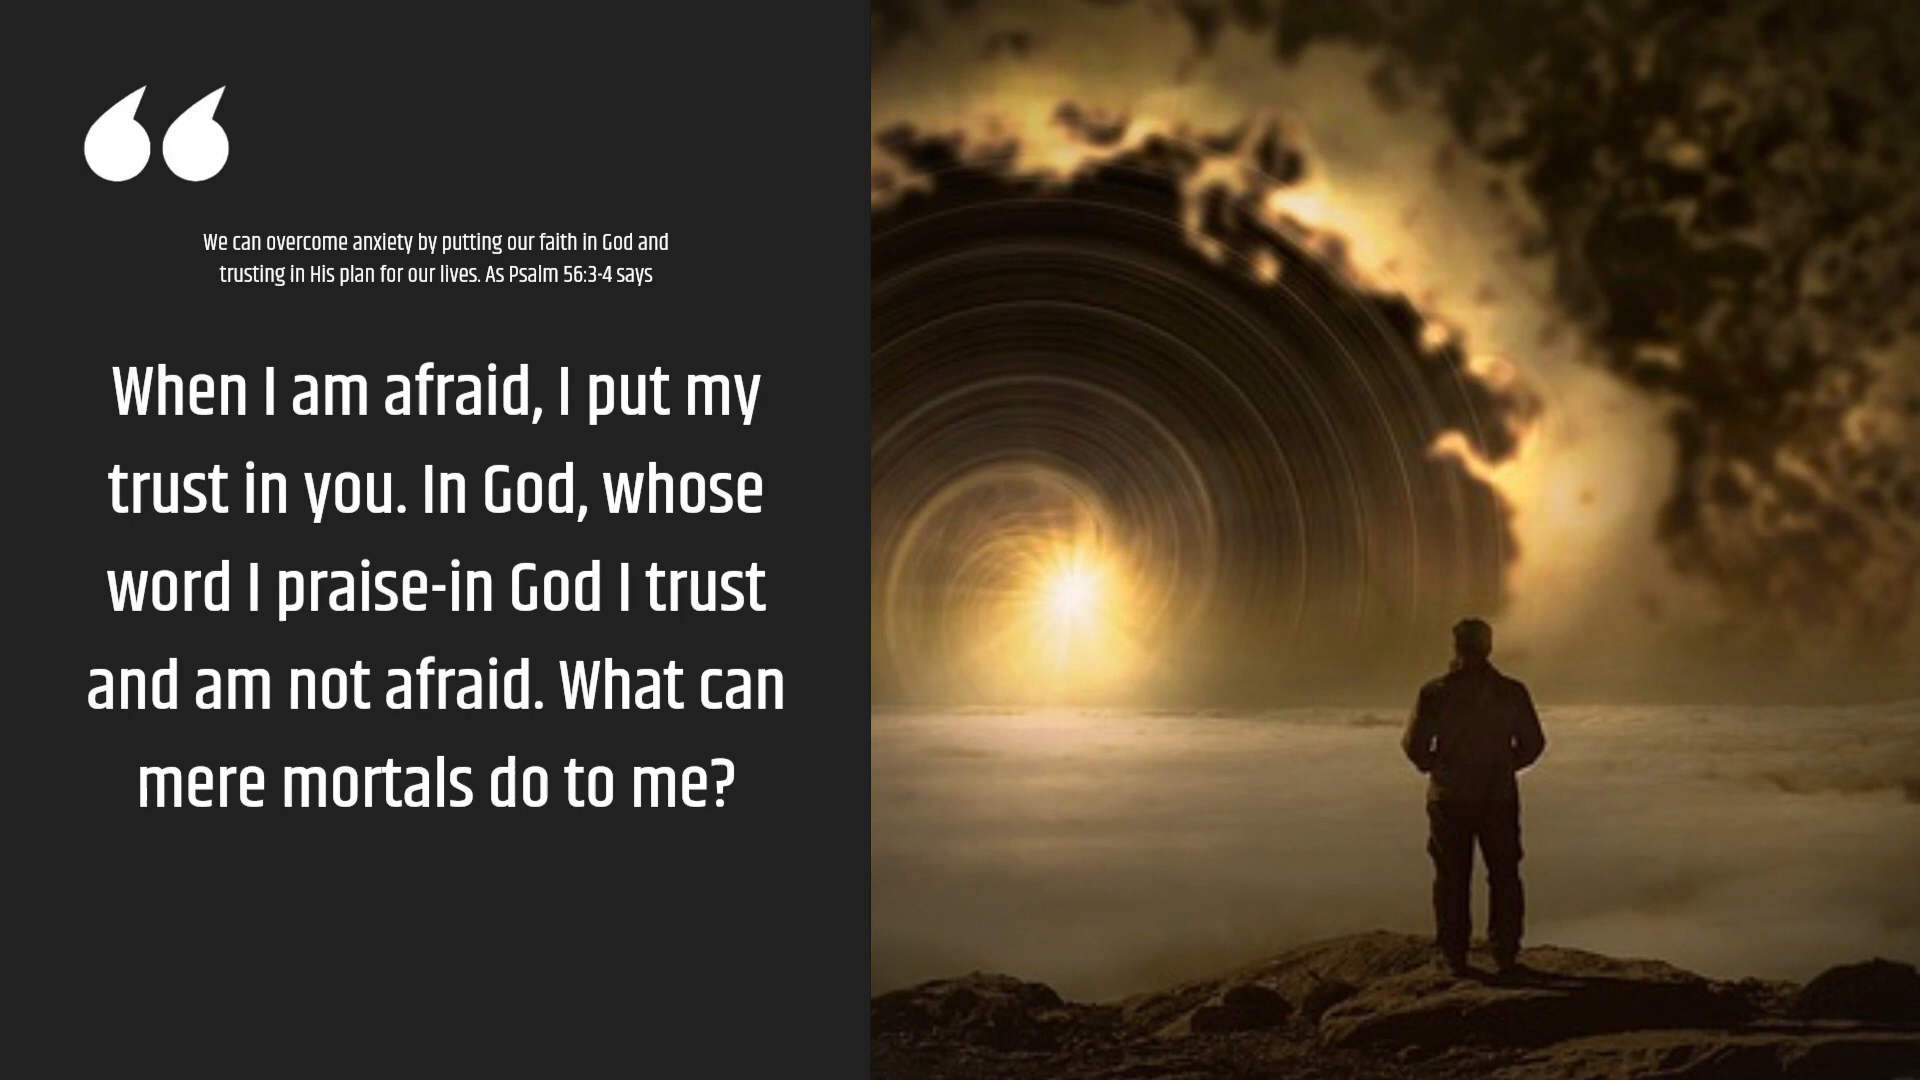 We can overcome anxiety by putting our faith in God and
trusting in His plan for our lives. As Psalm 56:3-4 says
When I am afraid, I put my
trust in you. In God, whose
word I praise-in God I trust
and am not afraid. What can
mere mortals do to me?